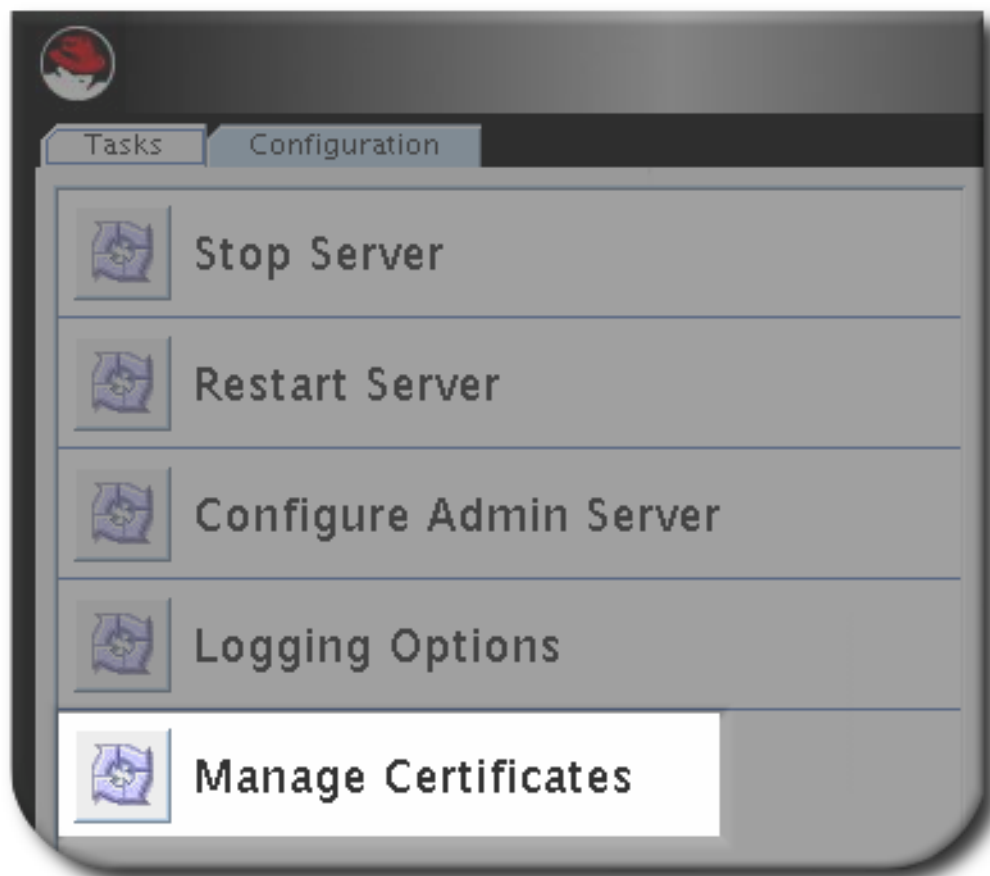 Tasks
Configuration
Stop Server
Restart Server
Configure Admin Server
Logging Options
Manage Certificates